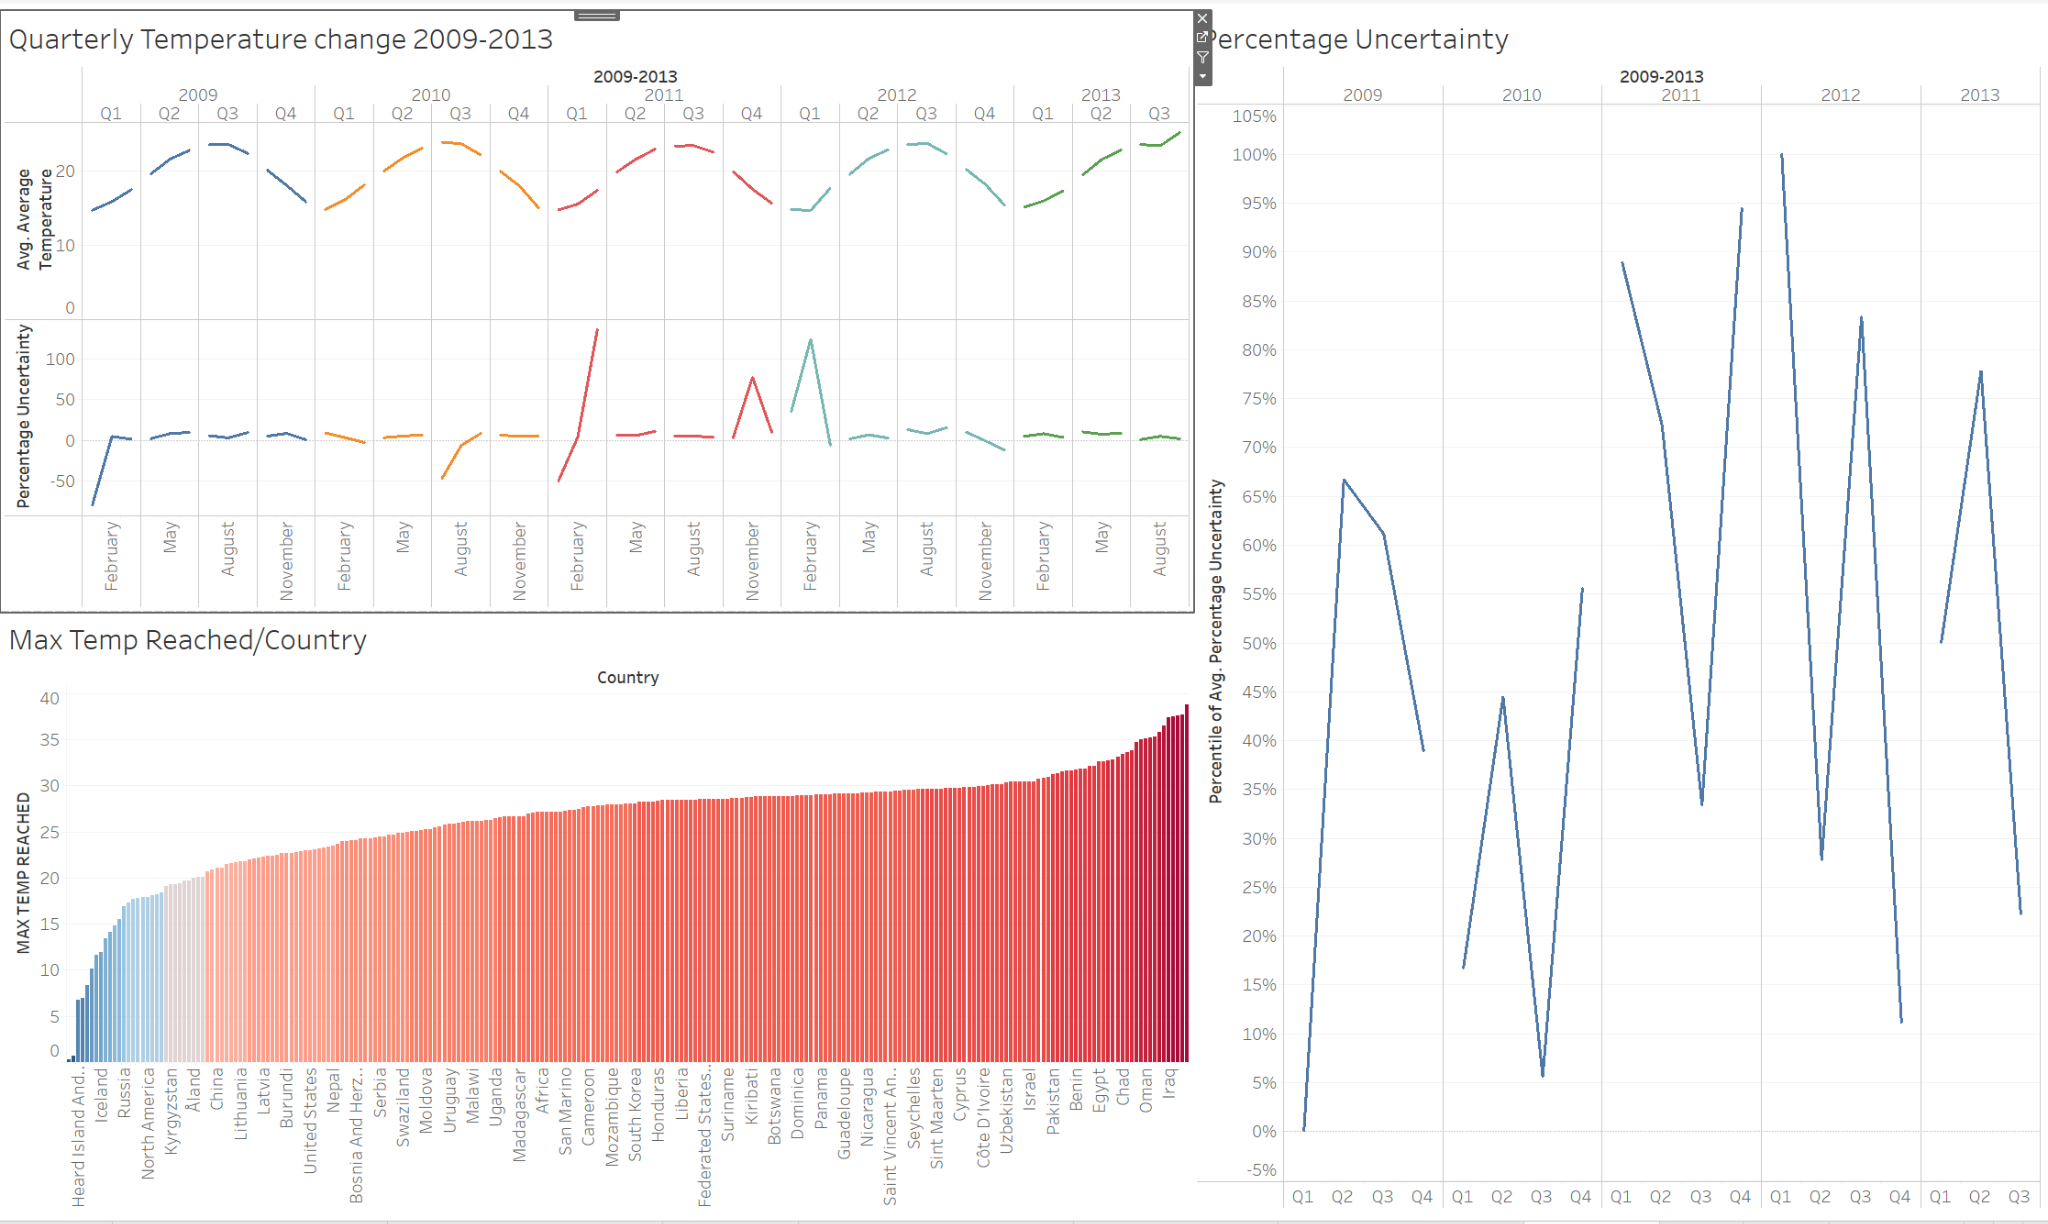 Quarterly Temperature change 2009-2013
2009-2013
2009 2010 2011 2012 2013
Q1 Q2 Q3 Q4 Q1 Q2 Q3 Q4 Q1 Q2 Q3 Q4 Q1 Q2 Q3 Q4 Q1 Q2 Q3
Avg. Average
Temperature
20
10
0
Percentage Uncertainty
100
50
0
-50
February May August November February May August November February May August November February May August November February May August
Max Temp Reached/Country
Country
MAX TEMP REACHED
40
35
30
25
20
15
10
5
0
Heard Island And..
Iceland
Russia
North America
Kyrgyzstan
Åland
China
Lithuania
Latvia
Burundi
United States
Nepal
Bosnia And Herz..
Serbia
Swaziland
Moldova
Uruguay
Malawi
Uganda
Madagascar
Africa
San Marino
Cameroon
Mozambique
South Korea
Honduras
Liberia
Federated States..
Suriname
Kiribati
Botswana
Dominica
Panama
Guadeloupe
Nicaragua
Saint Vincent An..
Seychelles
Sint Maarten
Cyprus
Côte D'Ivoire
Uzbekistan
Israel
Pakistan
Benin
Egypt
Chad
Oman
Iraq
Percentage Uncertainty
2009-2013
2009 2010 2011 2012 2013
Percentile of Avg. Percentage Uncertainty
105%
100%
95%
90%
85%
80%
75%
70%
65%
60%
55%
50%
45%
40%
35%
30%
25%
20%
15%
10%
5%
0%
-5%
Q1 Q2 Q3 Q4 Q1 Q2 Q3 Q4 Q1 Q2 Q3 Q4 Q1 Q2 Q3 Q4 Q1 Q2 Q3